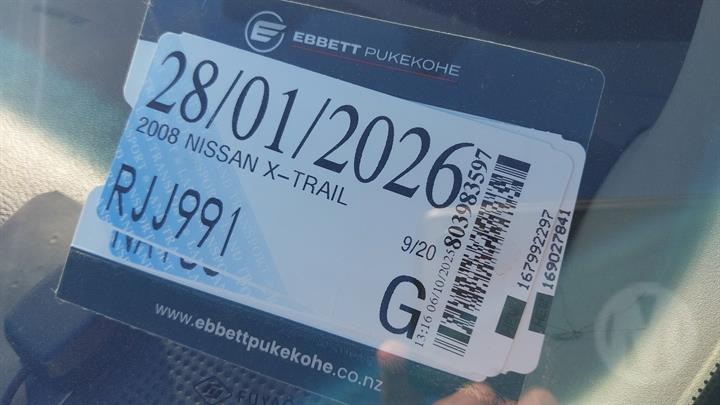 EBBETT PUKEKOHE
28/01/2026
2008 NISSAN X-TRAIL
RJJ991
9/20
G
13:16 06/10/2025
803983597
167992297
169027841
www.ebbettpukekohe.co.nz